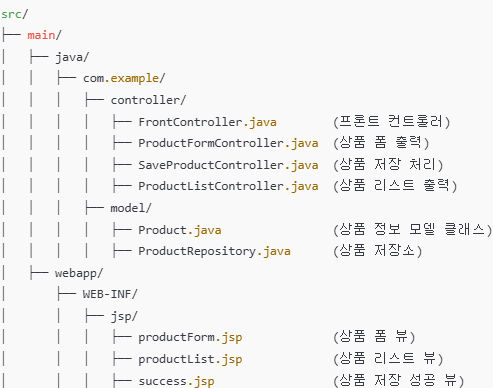 src/
├── main/
│   ├── java/
│   │   ├── com.example/
│   │   │   ├── controller/
│   │   │   │   ├── FrontController.java        (프론트 컨트롤러)
│   │   │   │   ├── ProductFormController.java  (상품 폼 출력)
│   │   │   │   ├── SaveProductController.java  (상품 저장 처리)
│   │   │   │   ├── ProductListController.java  (상품 리스트 출력)
│   │   │   ├── model/
│   │   │   │   ├── Product.java                (상품 정보 모델 클래스)
│   │   │   │   ├── ProductRepository.java      (상품 저장소)
│   ├── webapp/
│       ├── WEB-INF/
│       │   ├── jsp/
│       │   │   ├── productForm.jsp             (상품 폼 뷰)
│       │   │   ├── productList.jsp             (상품 리스트 뷰)
│       │   │   ├── success.jsp                 (상품 저장 성공 뷰)